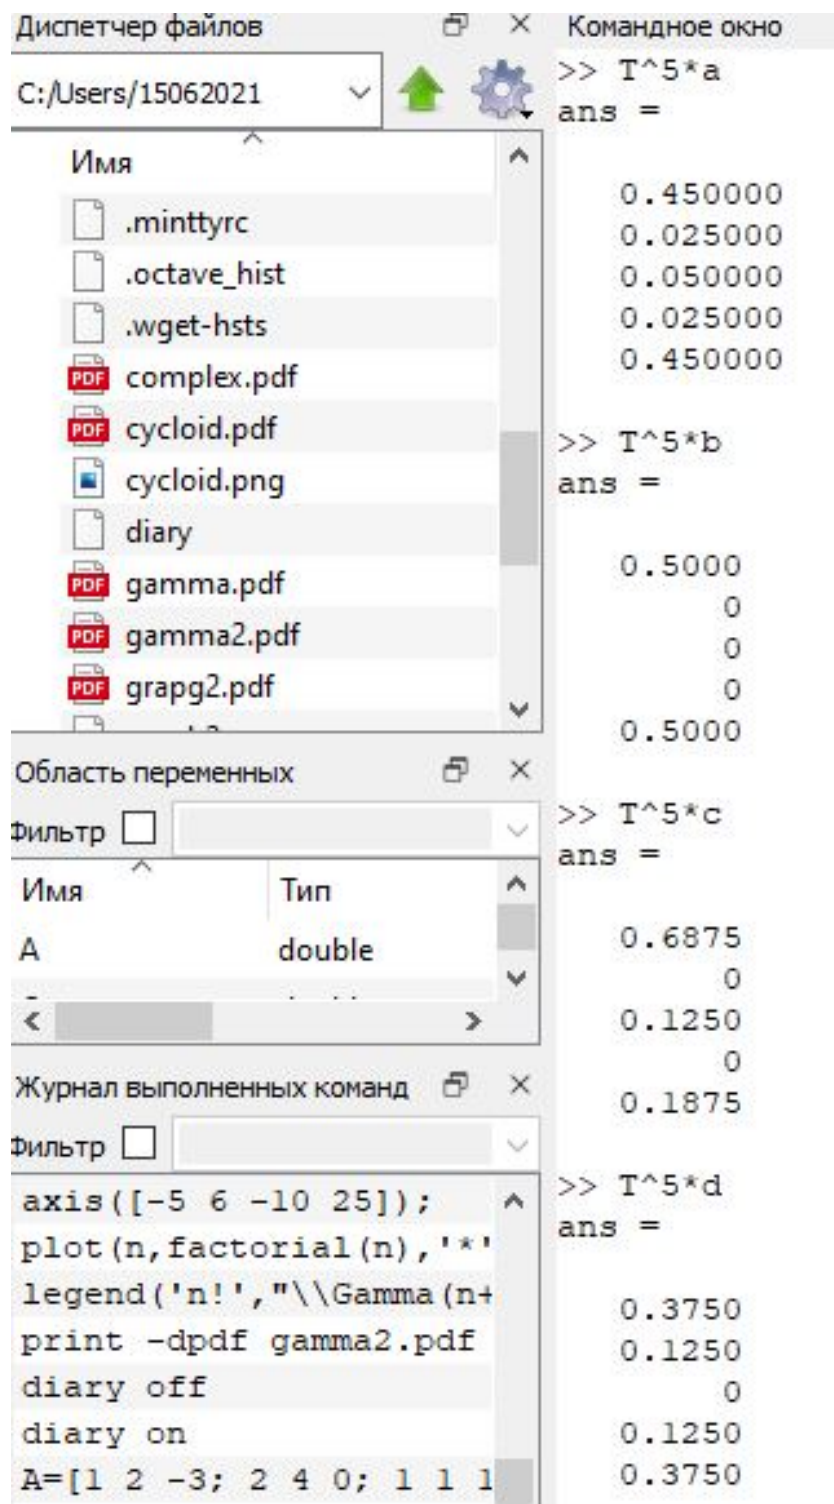 Диспетчер файлов
C:/Users/15062021
Имя
.minttyrc
.octave_hist
.wget-hsts
PDF complex.pdf
PDF cycloid.pdf
cycloid.png
diary
PDF gamma.pdf
PDF gamma2.pdf
PDF grapg2.pdf
Область переменных
Фильтр
Имя Тип
A double
Журнал выполненных команд
Фильтр
axis([-5 6 -10 25]);
plot(n,factorial(n),'*'
legend('n!',"\\Gamma(n+
print -dpdf gamma2.pdf
diary off
diary on
A=[1 2 -3; 2 4 0; 1 1 1
Командное окно
>> T^5*a
ans =
0.450000
0.025000
0.050000
0.025000
0.450000
>> T^5*b
ans =
0.5000
0
0
0
0.5000
>> T^5*c
ans =
0.6875
0
0.1250
0
0.1875
>> T^5*d
ans =
0.3750
0.1250
0
0.1250
0.3750